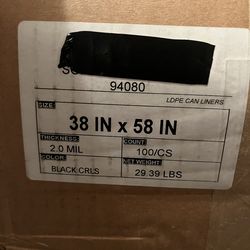 94080
LDPE CAN LINERS
SIZE:
38 IN x 58 IN
THICKNESS: COUNT:
2.0 MIL 100/CS
COLOR: NET WEIGHT
BLACK CRLS 29.39 LBS